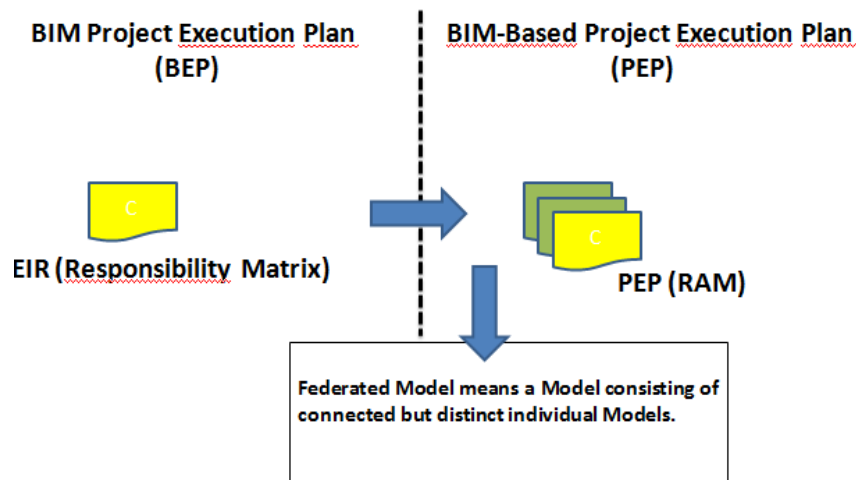 BIM Project Execution Plan
(BEP)
BIM-Based Project Execution Plan
(PEP)
C
EIR (Responsibility Matrix)
C
PEP (RAM)
Federated Model means a Model consisting of
connected but distinct individual Models.